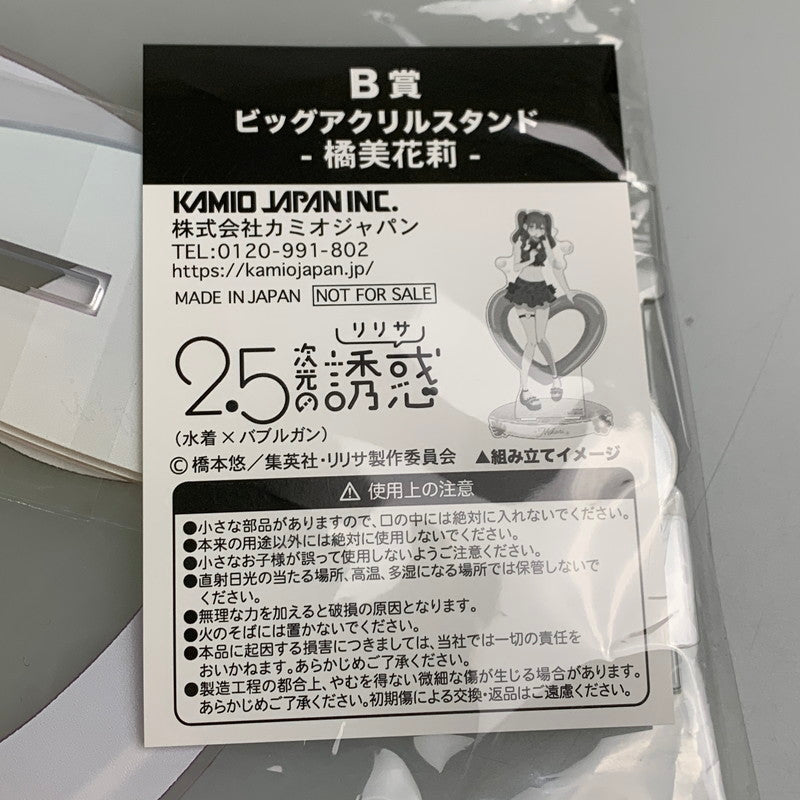 B賞
ビッグアクリルスタンド
- 橘美花莉 -
KAMIO JAPAN INC.
株式会社カミオジャパン
TEL:0120-991-802
https://kamiojapan.jp/
MADE IN JAPAN NOT FOR SALE
リリサ
2.5次元の誘惑
(水着×バブルガン)
©橋本悠/集英社・リリサ製作委員会 ▲組み立てイメージ
⚠ 使用上の注意
●小さな部品がありますので、口の中には絶対に入れないでください。
●本来の用途以外には絶対に使用しないでください。
●小さなお子様が誤って使用しないようご注意ください。
●直射日光の当たる場所、高温、多湿になる場所では保管しないで
ください。
●無理な力を加えると破損の原因となります。
●火のそばには置かないでください。
●本品に起因する損害につきましては、当社では一切の責任を
おいかねます。あらかじめご了承ください。
●製造工程の都合上、やむを得ない微細な傷が生じる場合があります。
あらかじめご了承ください。初期傷による交換・返品はご遠慮ください。